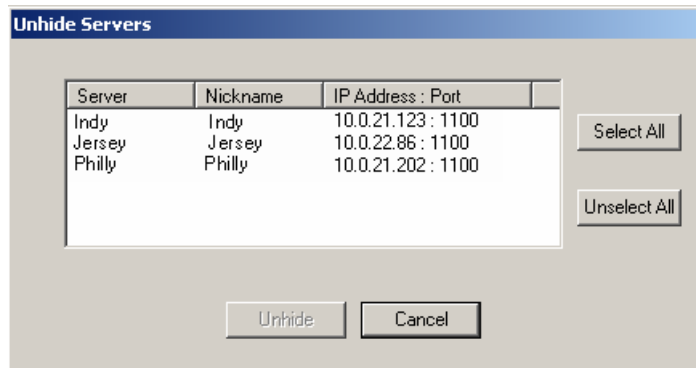 Unhide Servers
Server Nickname IP Address : Port
Indy Indy 10.0.21.123 : 1100
Jersey Jersey 10.0.22.86 : 1100
Philly Philly 10.0.21.202 : 1100
Select All
Unselect All
Unhide Cancel